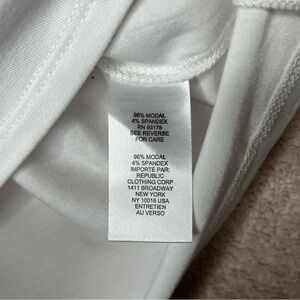 96% MODAL
4% SPANDEX
RN 93178
SEE REVERSE
FOR CARE
96% MODAL
4% SPANDEX
IMPORTÉ PAR:
REPUBLIC
CLOTHING CORP
1411 BROADWAY
NEW YORK
NY 10018 USA
ENTRETIEN
AU VERSO